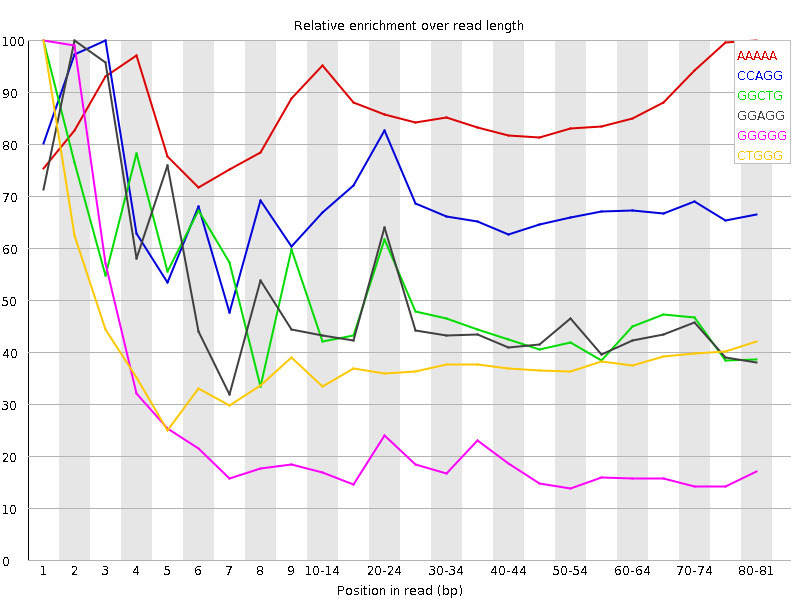 Relative enrichment over read length
100
90
80
70
60
50
40
30
20
10
0
AAAAA
CCAGG
GGCTG
GGAGG
GGGGG
CTGGG
1 2 3 4 5 6 7 8 9 10-14 20-24 30-34 40-44 50-54 60-64 70-74 80-81
Position in read (bp)